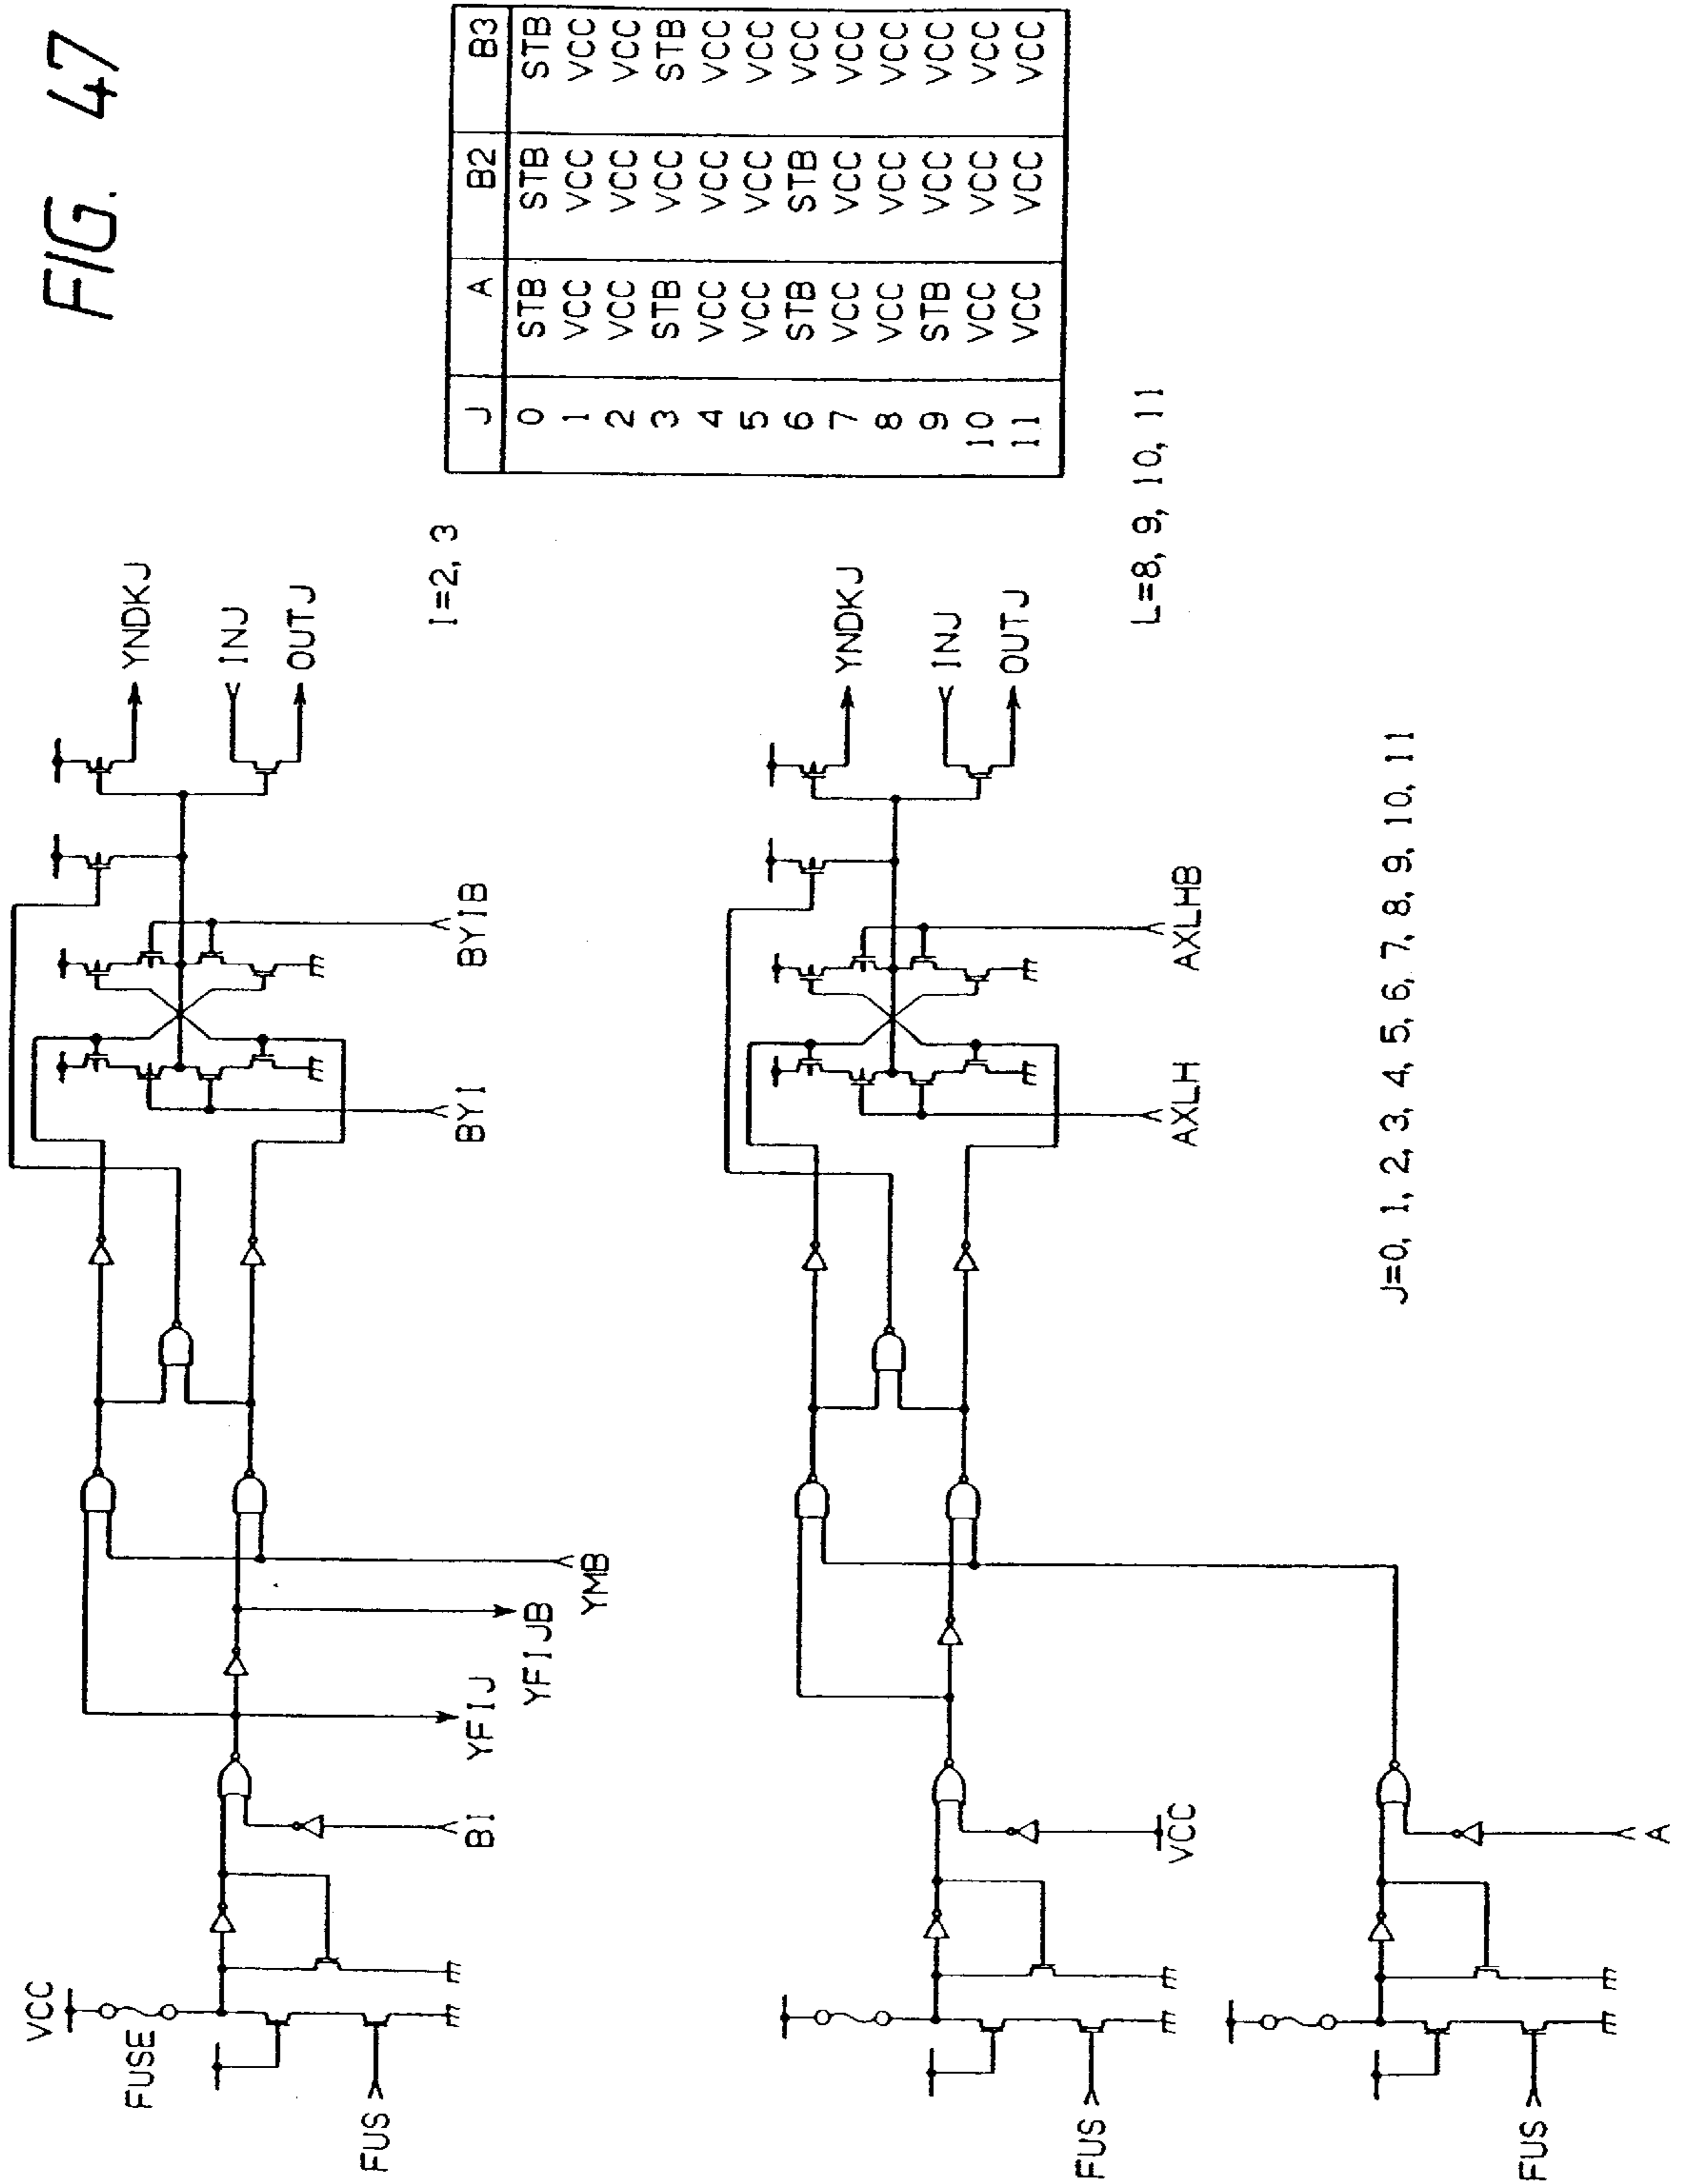 FIG. 47
VCC
FUSE
FUS
BI
YFIJ
YFIJB
YMB
BYI
BYIB
YNDKJ
INJ
OUTJ
I=2, 3
J A B2 B3
0 STB STB STB
1 VCC VCC VCC
2 VCC VCC VCC
3 STB VCC STB
4 VCC VCC VCC
5 VCC VCC VCC
6 STB STB VCC
7 VCC VCC VCC
8 VCC VCC VCC
9 STB VCC VCC
10 VCC VCC VCC
11 VCC VCC VCC
FUS
VCC
AXLH
AXLHB
YNDKJ
INJ
OUTJ
L=8, 9, 10, 11
FUS
A
J=0, 1, 2, 3, 4, 5, 6, 7, 8, 9, 10, 11